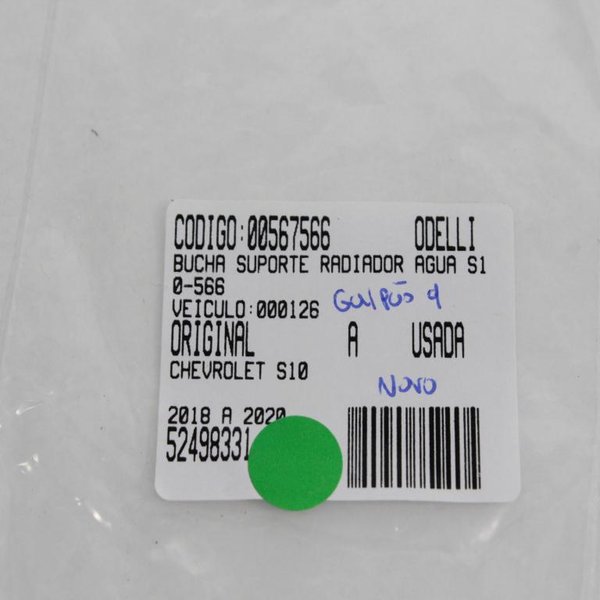 CODIGO:00567566 ODELLI
BUCHA SUPORTE RADIADOR AGUA S1
0-566
VEICULO:000126
ORIGINAL A USADA
CHEVROLET S10
NOVO
2018 A 2020
52498331